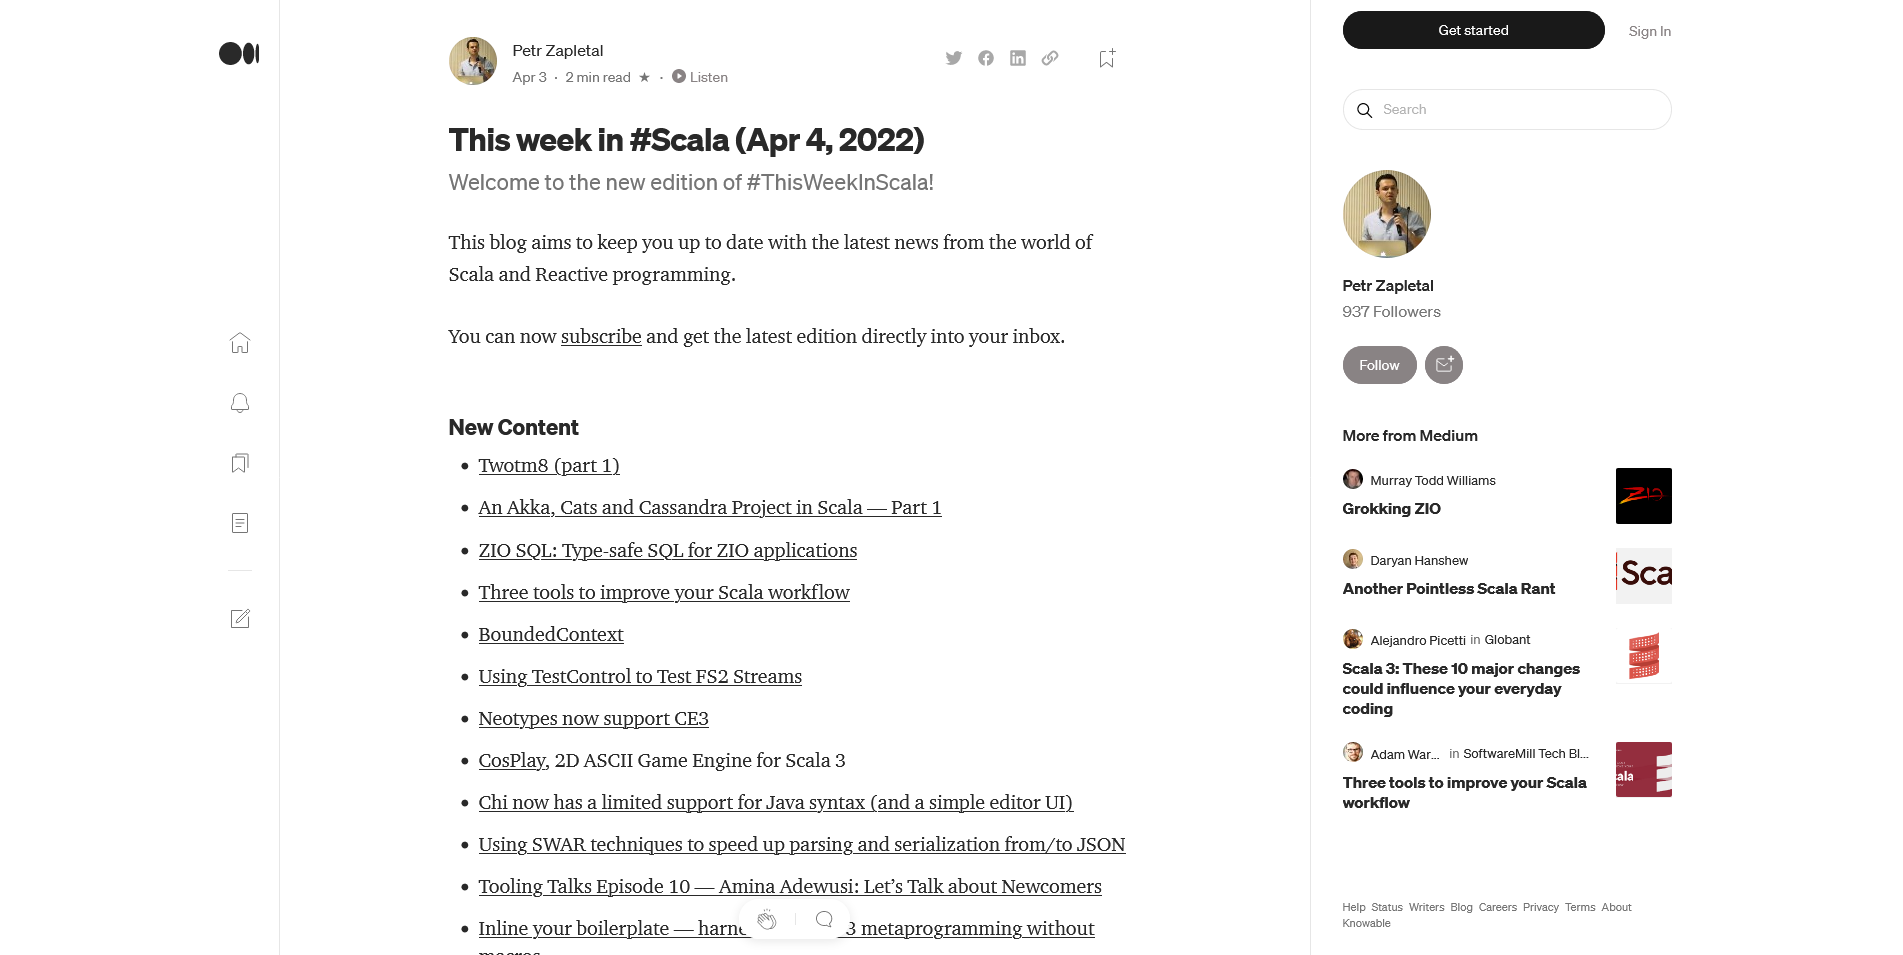 Petr Zapletal
Apr 3 · 2 min read ★ · Listen
This week in #Scala (Apr 4, 2022)
Welcome to the new edition of #ThisWeekInScala!
This blog aims to keep you up to date with the latest news from the world of
Scala and Reactive programming.
You can now subscribe and get the latest edition directly into your inbox.
New Content
• Twotm8 (part 1)
• An Akka, Cats and Cassandra Project in Scala — Part 1
• ZIO SQL: Type-safe SQL for ZIO applications
• Three tools to improve your Scala workflow
• BoundedContext
• Using TestControl to Test FS2 Streams
• Neotypes now support CE3
• CosPlay, 2D ASCII Game Engine for Scala 3
• Chi now has a limited support for Java syntax (and a simple editor UI)
• Using SWAR techniques to speed up parsing and serialization from/to JSON
• Tooling Talks Episode 10 — Amina Adewusi: Let’s Talk about Newcomers
• Inline your boilerplate — harne 3 metaprogramming without
Get started
Sign In
Search
Petr Zapletal
937 Followers
Follow
More from Medium
Murray Todd Williams
Grokking ZIO
ZIO
Daryan Hanshew
Another Pointless Scala Rant
Sca
Alejandro Picetti in Globant
Scala 3: These 10 major changes
could influence your everyday
coding
Adam War... in SoftwareMill Tech Bl...
Three tools to improve your Scala
workflow
ala
Help Status Writers Blog Careers Privacy Terms About
Knowable